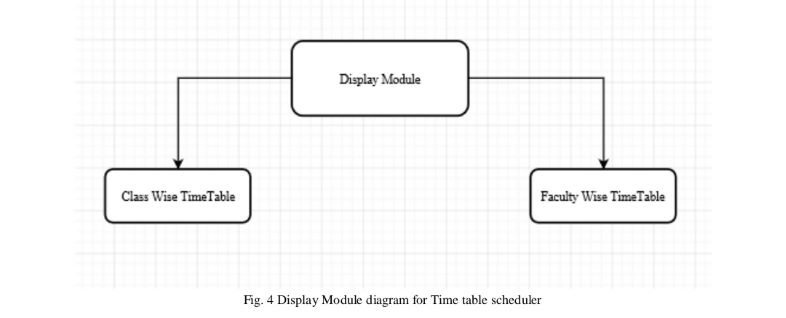 Display Module
Class Wise TimeTable
Faculty Wise TimeTable
Fig. 4 Display Module diagram for Time table scheduler